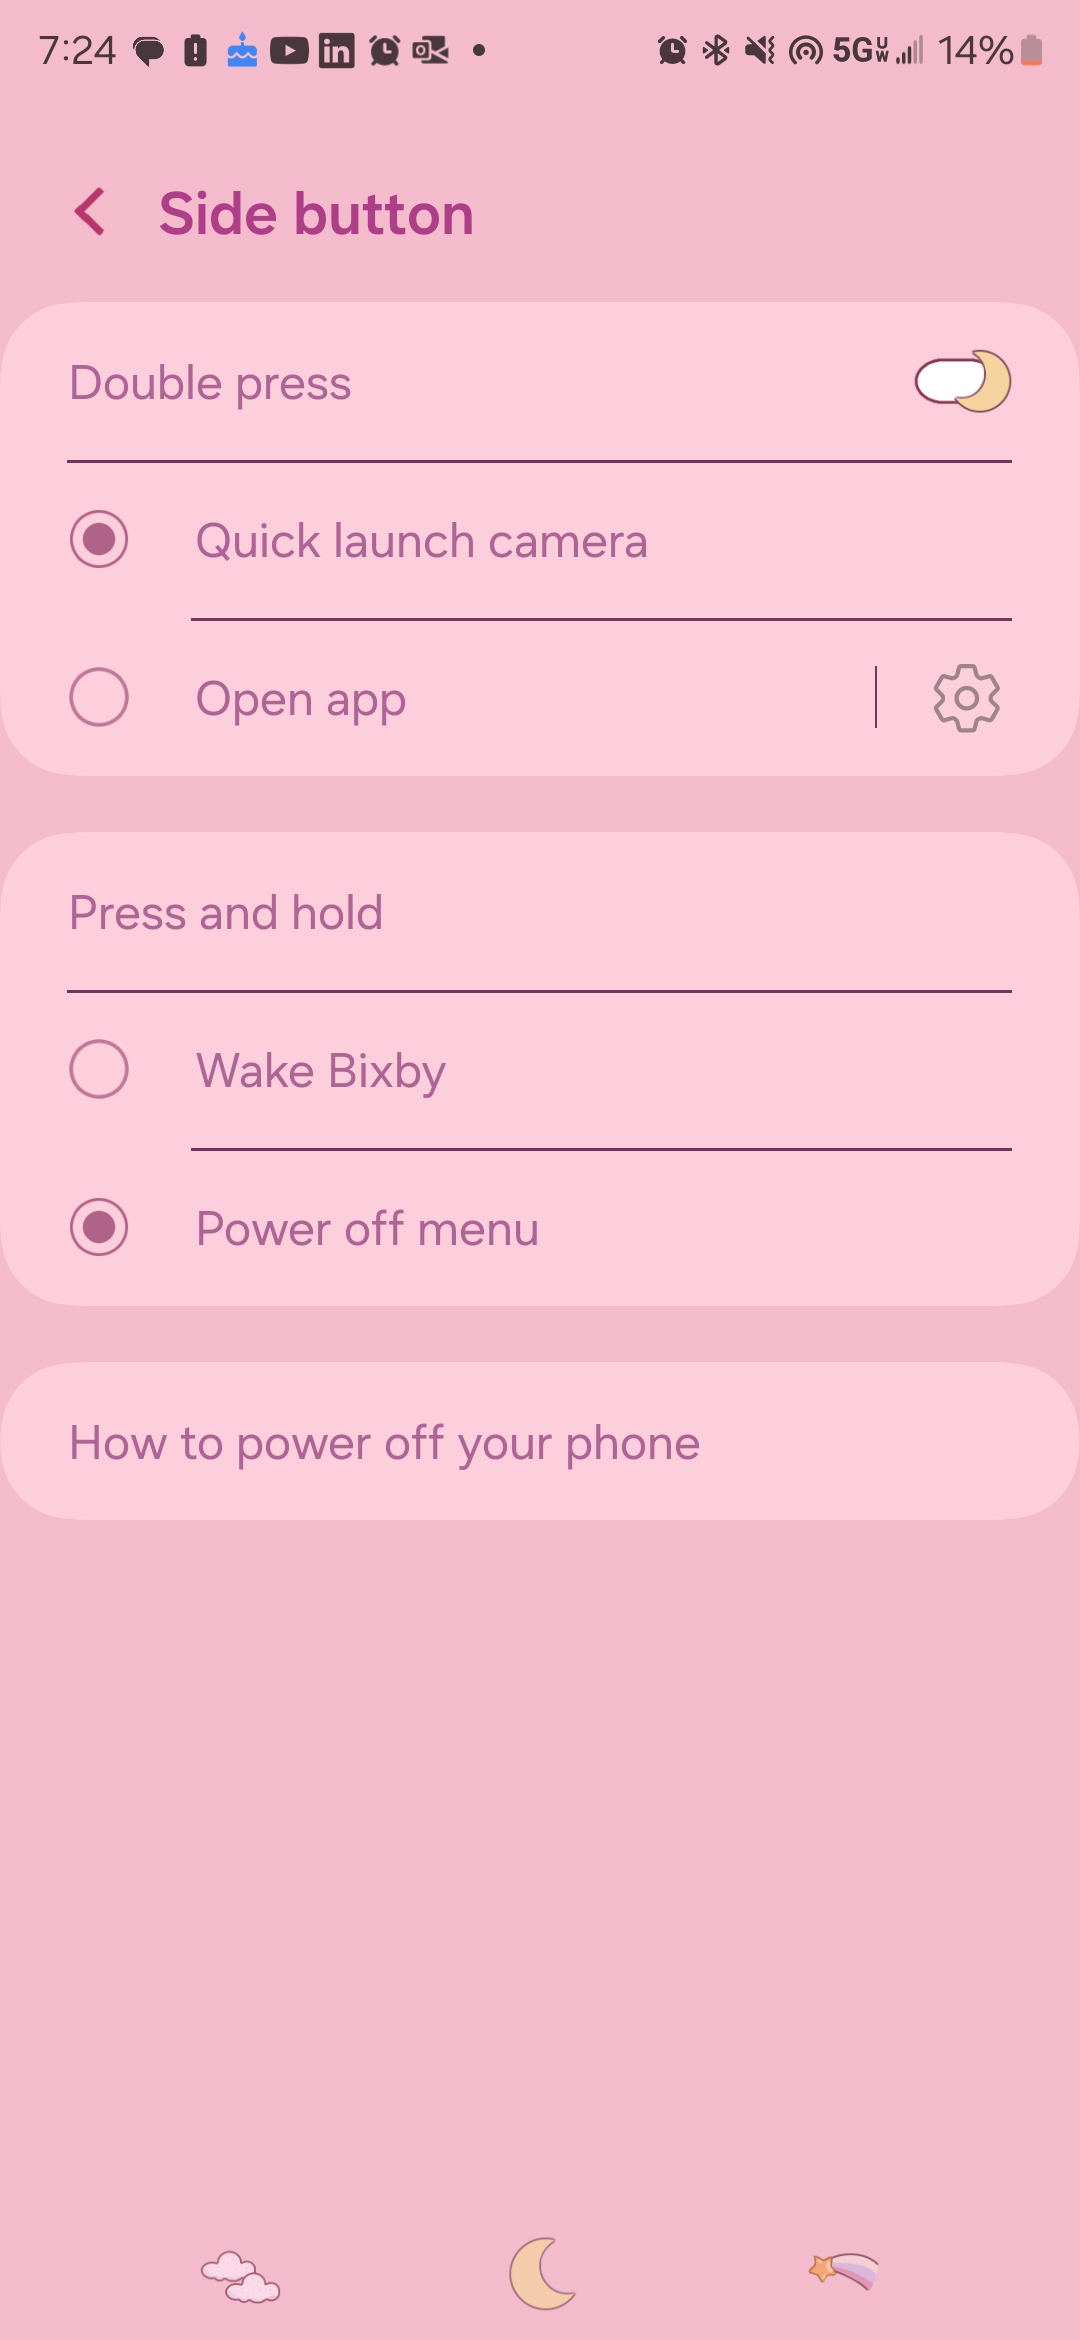 7:24
5G UW 14%
Side button
Double press
Quick launch camera
Open app
Press and hold
Wake Bixby
Power off menu
How to power off your phone